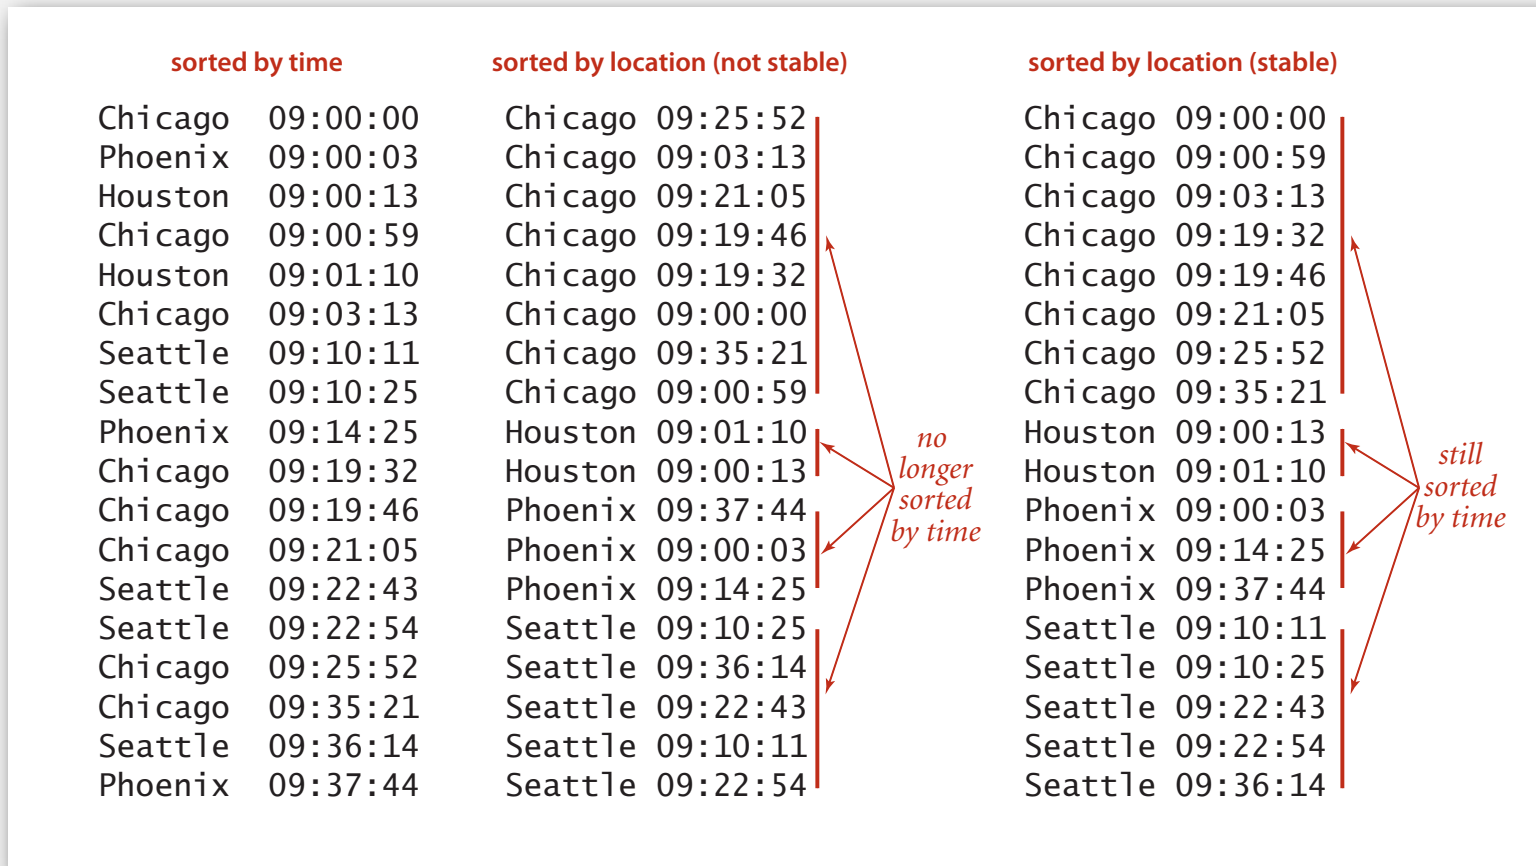 sorted by time
Chicago 09:00:00
Phoenix 09:00:03
Houston 09:00:13
Chicago 09:00:59
Houston 09:01:10
Chicago 09:03:13
Seattle 09:10:11
Seattle 09:10:25
Phoenix 09:14:25
Chicago 09:19:32
Chicago 09:19:46
Chicago 09:21:05
Seattle 09:22:43
Seattle 09:22:54
Chicago 09:25:52
Chicago 09:35:21
Seattle 09:36:14
Phoenix 09:37:44
sorted by location (not stable)
Chicago 09:25:52
Chicago 09:03:13
Chicago 09:21:05
Chicago 09:19:46
Chicago 09:19:32
Chicago 09:00:00
Chicago 09:35:21
Chicago 09:00:59
Houston 09:01:10
Houston 09:00:13
Phoenix 09:37:44
Phoenix 09:00:03
Phoenix 09:14:25
Seattle 09:10:25
Seattle 09:36:14
Seattle 09:22:43
Seattle 09:10:11
Seattle 09:22:54
no
longer
sorted
by time
sorted by location (stable)
Chicago 09:00:00
Chicago 09:00:59
Chicago 09:03:13
Chicago 09:19:32
Chicago 09:19:46
Chicago 09:21:05
Chicago 09:25:52
Chicago 09:35:21
Houston 09:00:13
Houston 09:01:10
Phoenix 09:00:03
Phoenix 09:14:25
Phoenix 09:37:44
Seattle 09:10:11
Seattle 09:10:25
Seattle 09:22:43
Seattle 09:22:54
Seattle 09:36:14
still
sorted
by time